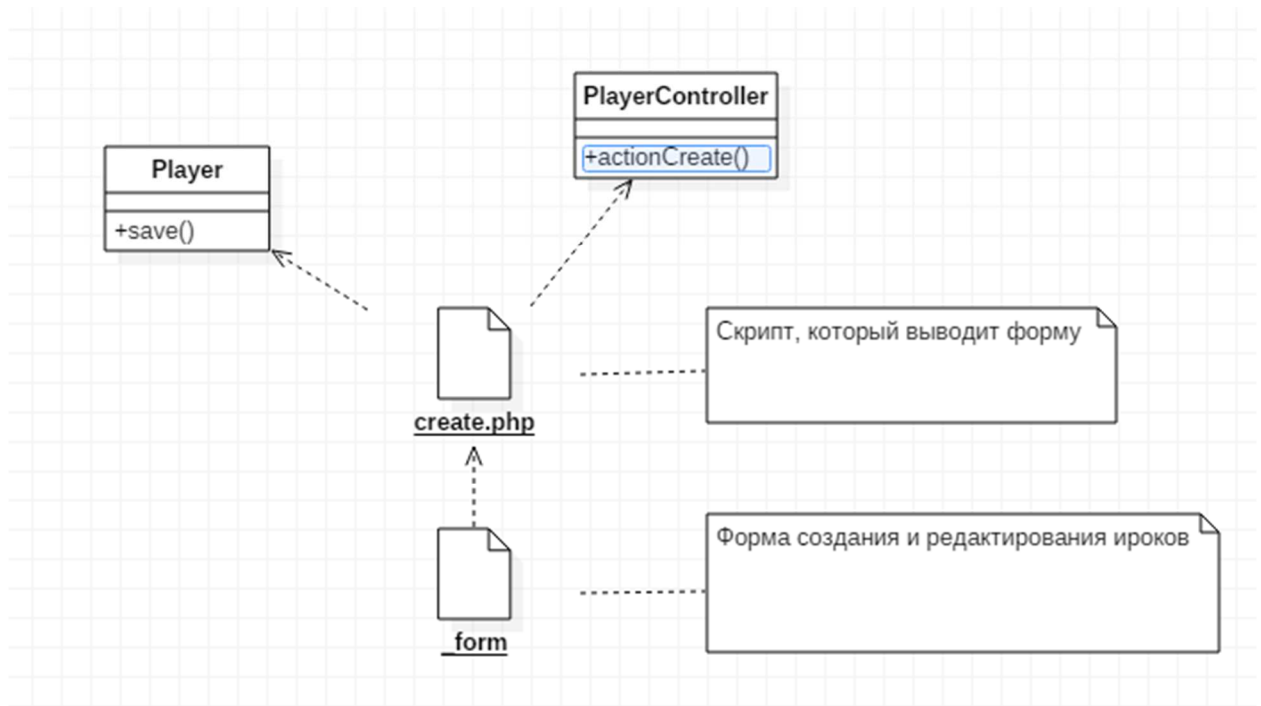 PlayerController
+actionCreate()
Player
+save()
Скрипт, который выводит форму
create.php
Форма создания и редактирования ироков
_form